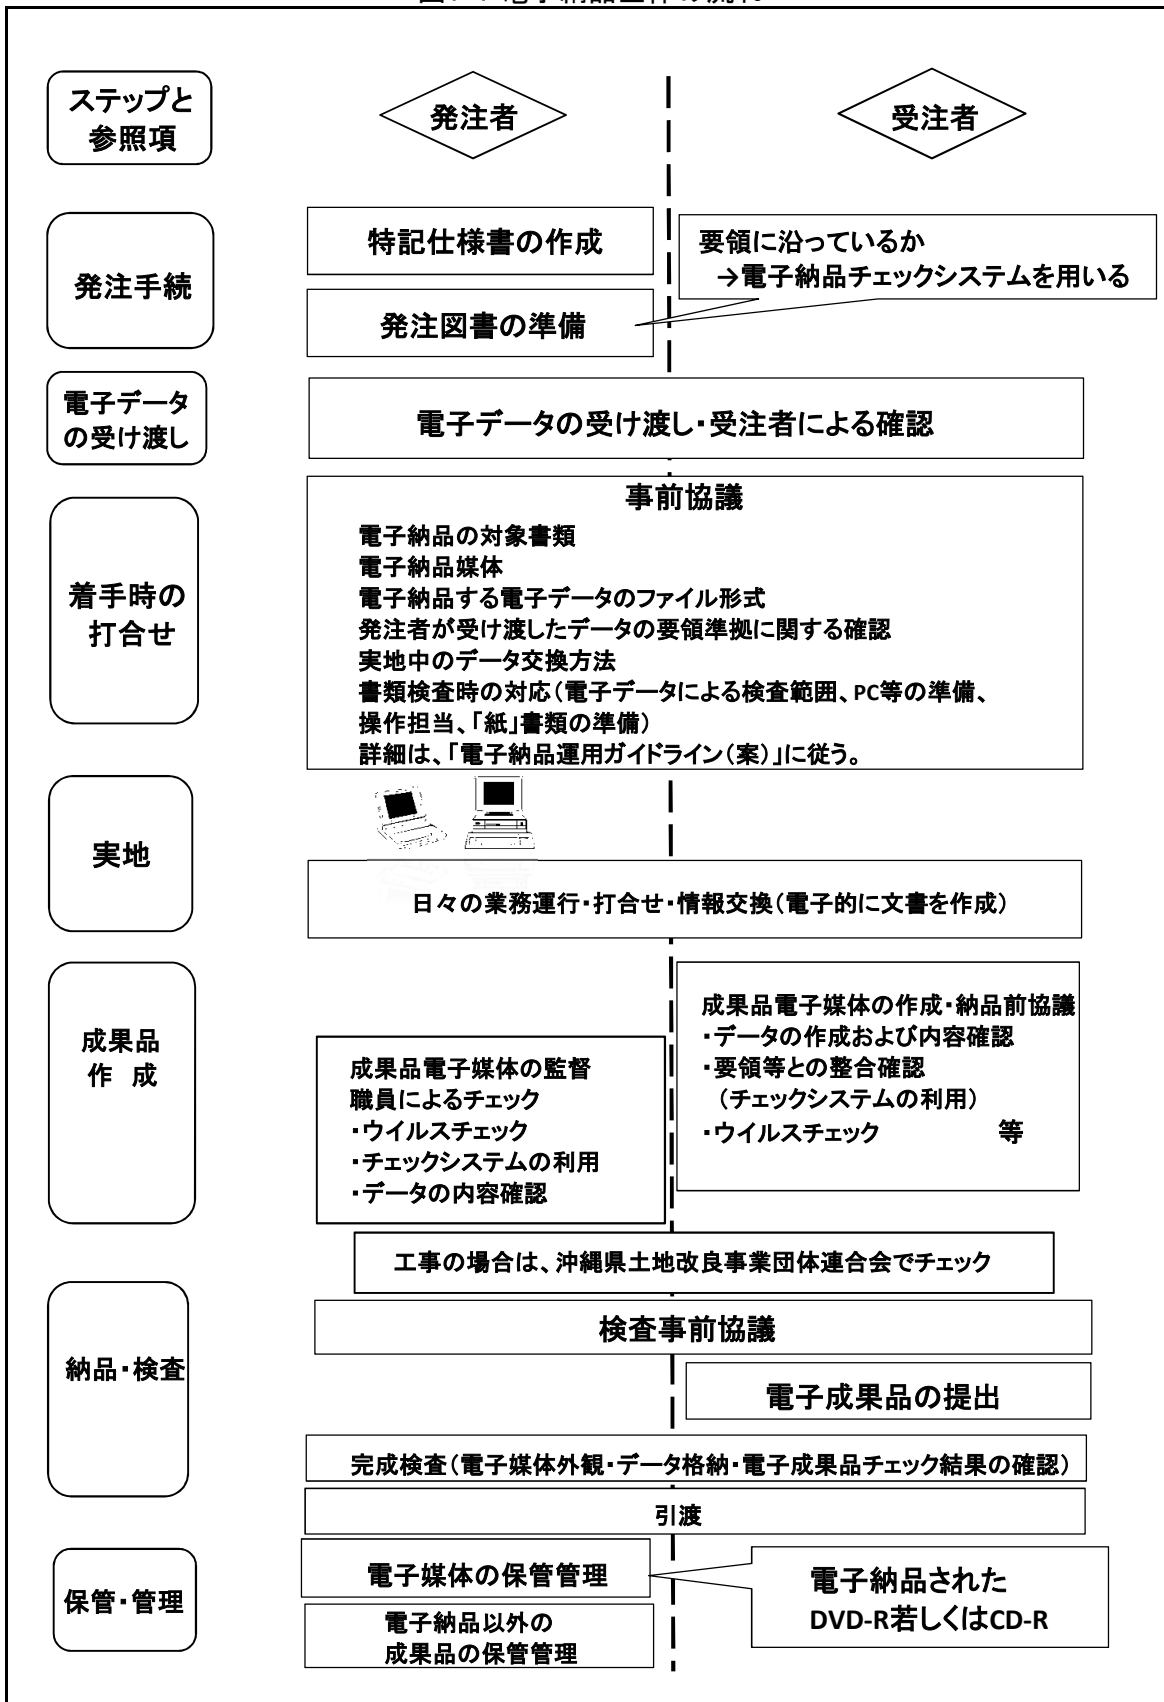 ステップと
参照項
発注者
受注者
発注手続
特記仕様書の作成
要領に沿っているか
→電子納品チェックシステムを用いる
発注図書の準備
電子データ
の受け渡し
電子データの受け渡し・受注者による確認
着手時の
打合せ
事前協議
電子納品の対象書類
電子納品媒体
電子納品する電子データのファイル形式
発注者が受け渡したデータの要領準拠に関する確認
実地中のデータ交換方法
書類検査時の対応(電子データによる検査範囲、PC等の準備、
操作担当、「紙」書類の準備)
詳細は、「電子納品運用ガイドライン(案)」に従う。
実地
日々の業務運行・打合せ・情報交換(電子的に文書を作成)
成果品
作 成
成果品電子媒体の監督
職員によるチェック
・ウイルスチェック
・チェックシステムの利用
・データの内容確認
成果品電子媒体の作成・納品前協議
・データの作成および内容確認
・要領等との整合確認
(チェックシステムの利用)
・ウイルスチェック 等
工事の場合は、沖縄県土地改良事業団体連合会でチェック
納品・検査
検査事前協議
電子成果品の提出
完成検査(電子媒体外観・データ格納・電子成果品チェック結果の確認)
引渡
保管・管理
電子媒体の保管管理
電子納品された
DVD-R若しくはCD-R
電子納品以外の
成果品の保管管理